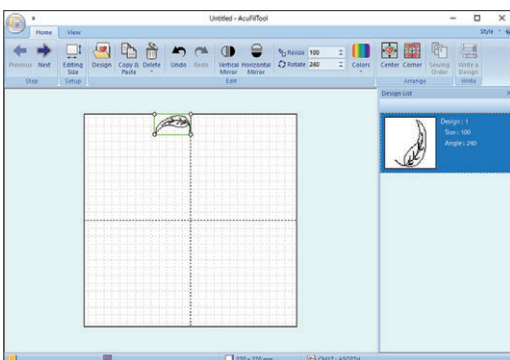 Untitled - AcuFilTool
Home View Style
Previous Next Editing Size Design Copy & Paste Delete Undo Redo Vertical Mirror Horizontal Mirror Resize 100 Rotate 240 Colors Center Corner Sewing Order Write a Design
Step Setup Edit Arrange Write
Design List
Design : 1
Size : 100
Angle : 240